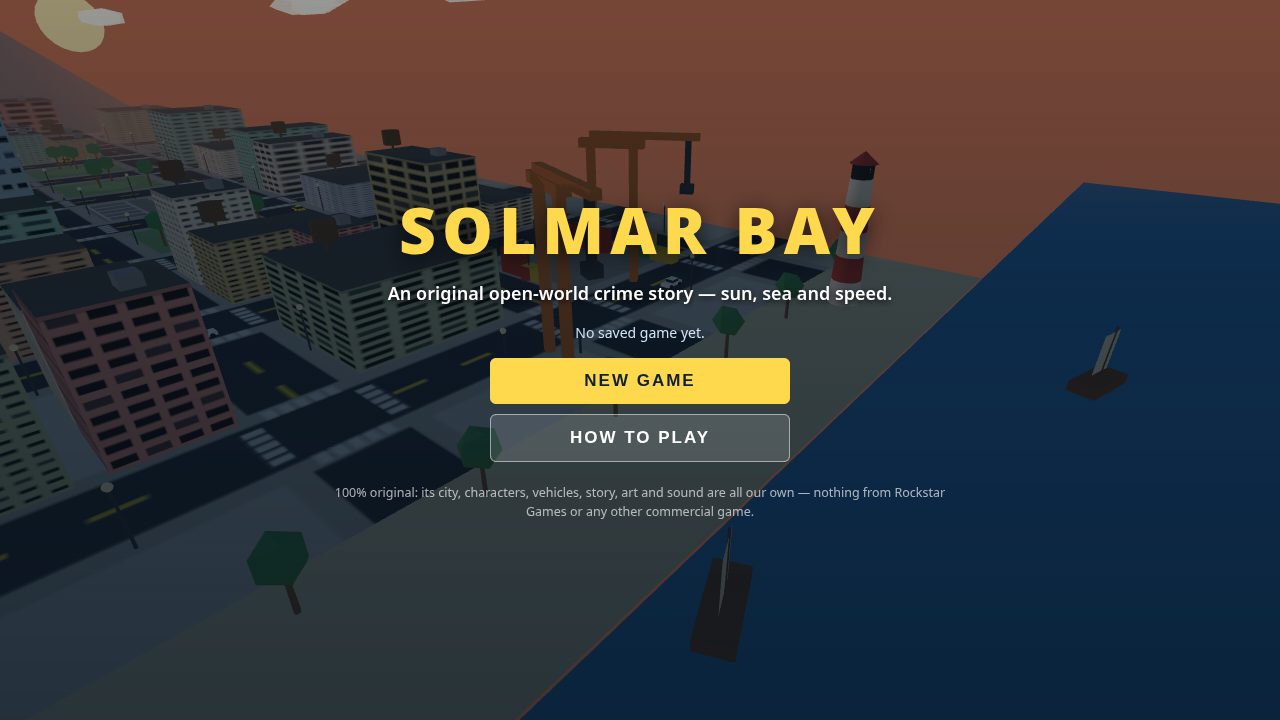 SOLMAR BAY
An original open-world crime story — sun, sea and speed.
No saved game yet.
NEW GAME
HOW TO PLAY
100% original: its city, characters, vehicles, story, art and sound are all our own — nothing from Rockstar
Games or any other commercial game.